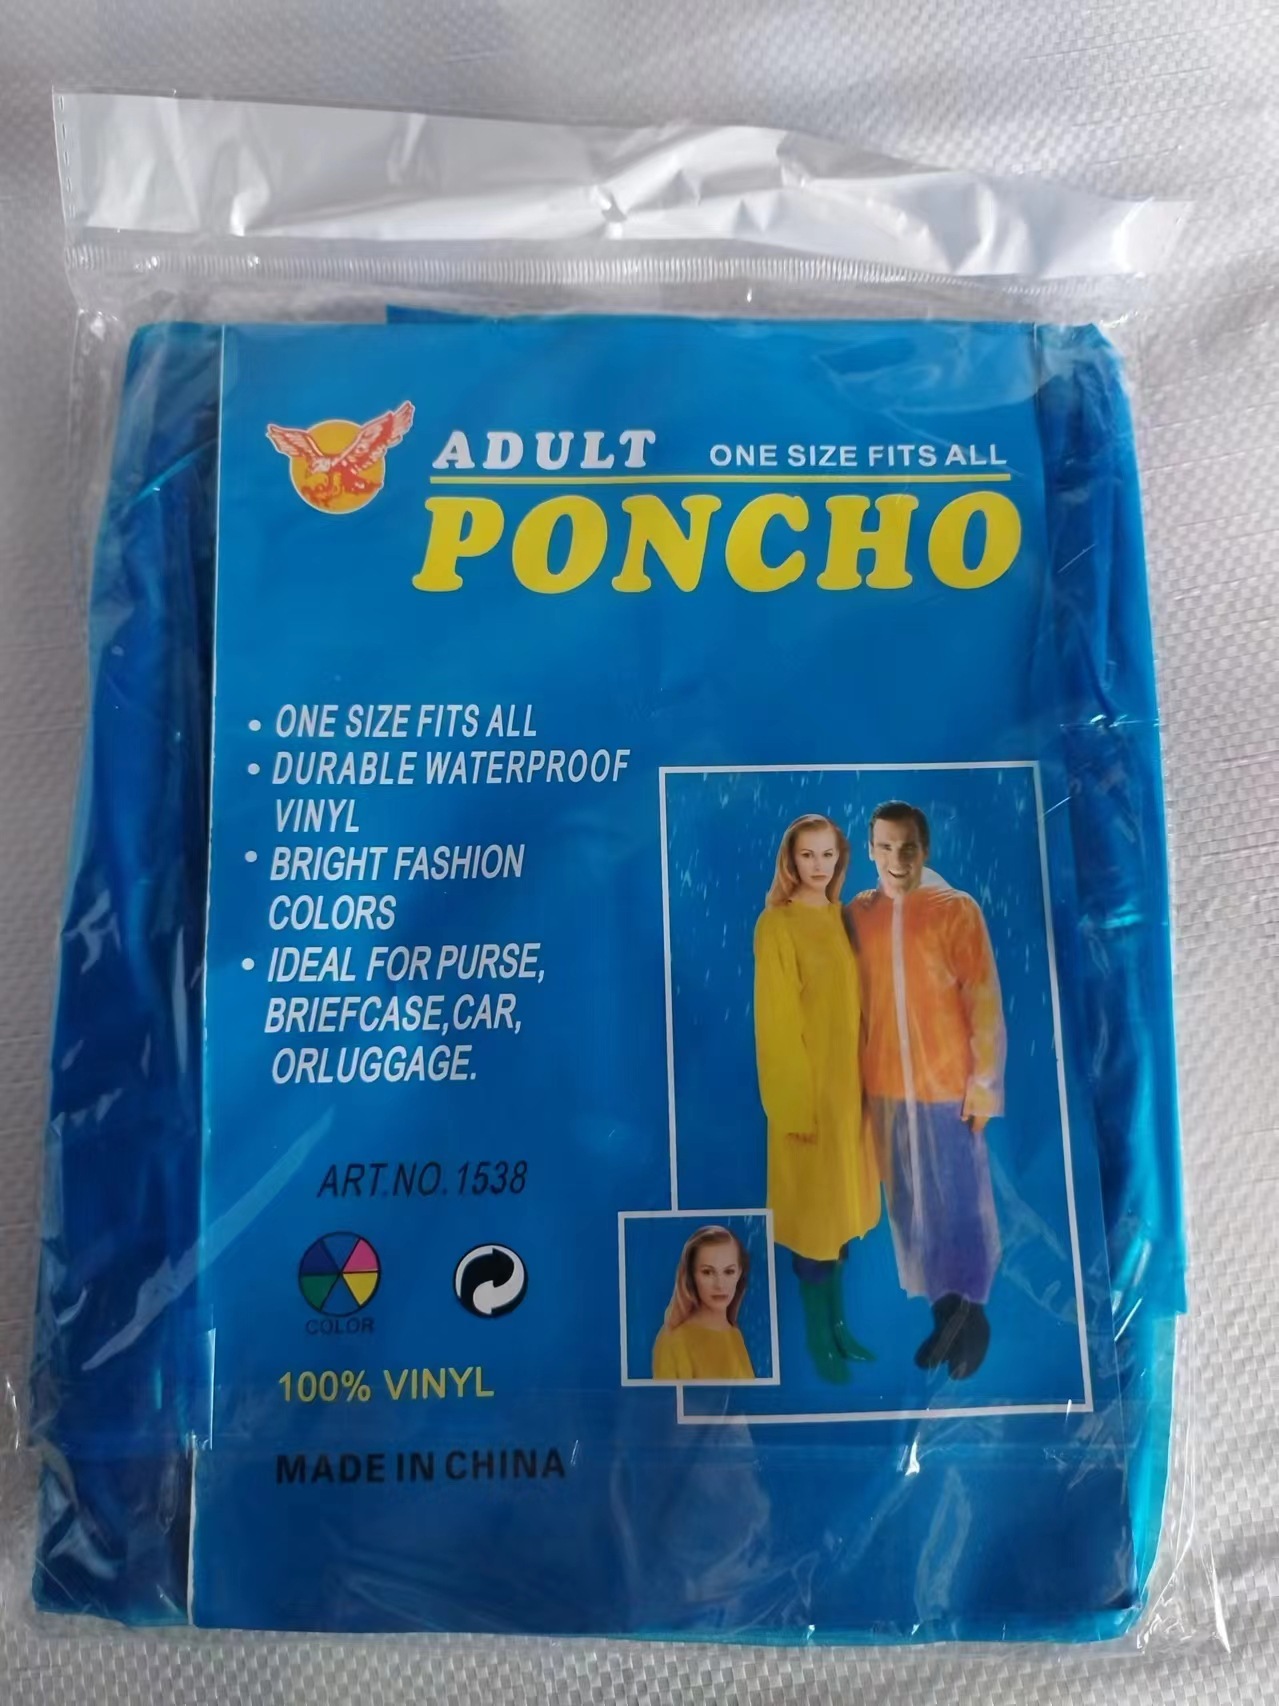 ADULT ONE SIZE FITS ALL
PONCHO
• ONE SIZE FITS ALL
• DURABLE WATERPROOF
VINYL
• BRIGHT FASHION
COLORS
• IDEAL FOR PURSE,
BRIEFCASE,CAR,
ORLUGGAGE.
ART.NO.1538
COLOR
100% VINYL
MADE IN CHINA